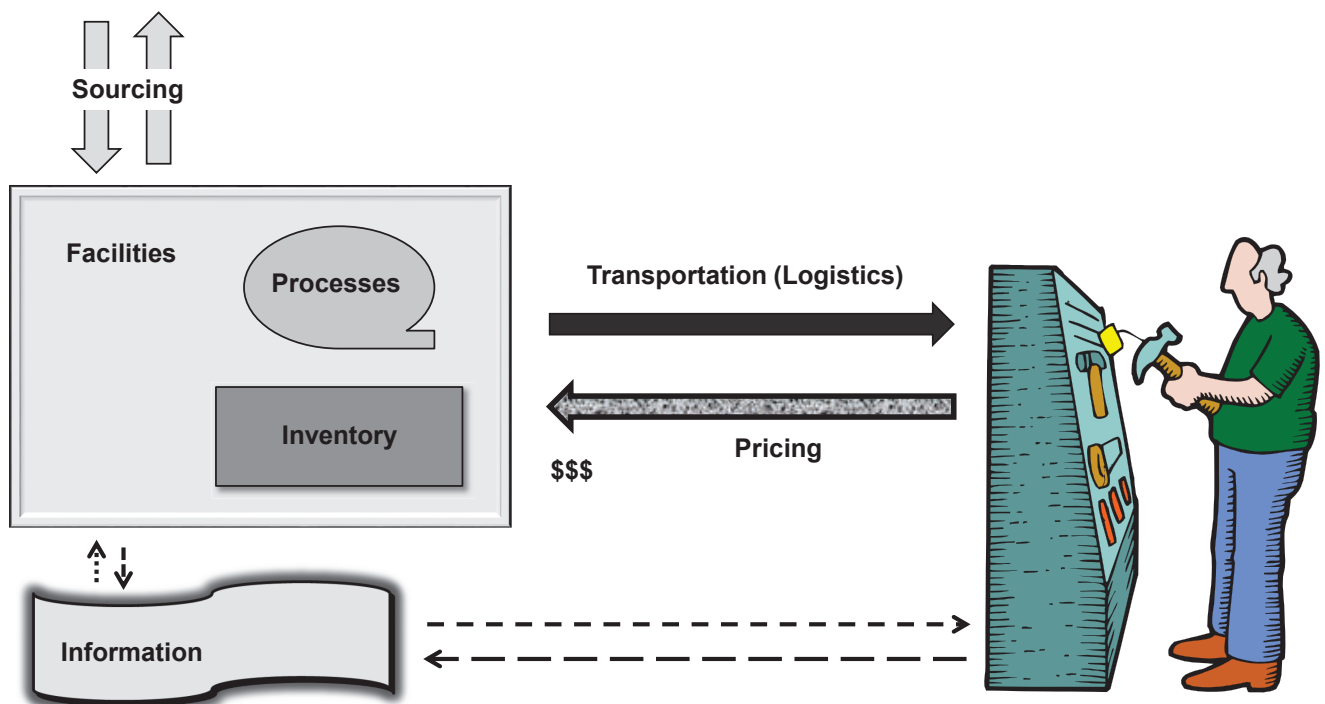 Sourcing
Facilities
Processes
Transportation (Logistics)
Inventory
Pricing
$$$
Information